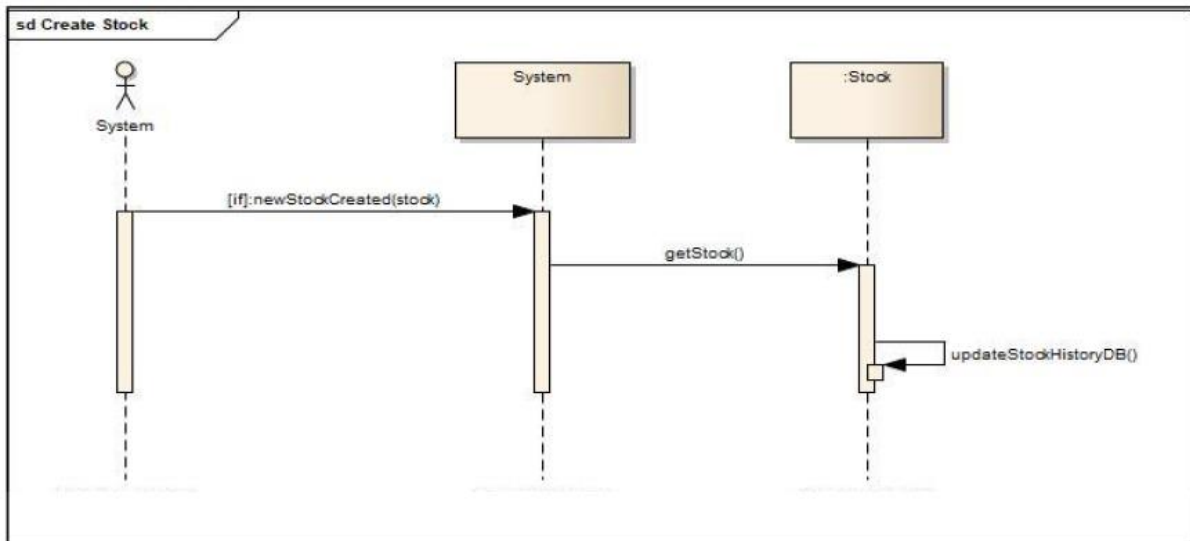 sd Create Stock
System
:Stock
System
[if]:newStockCreated(stock)
getStock()
updateStockHistoryDB()